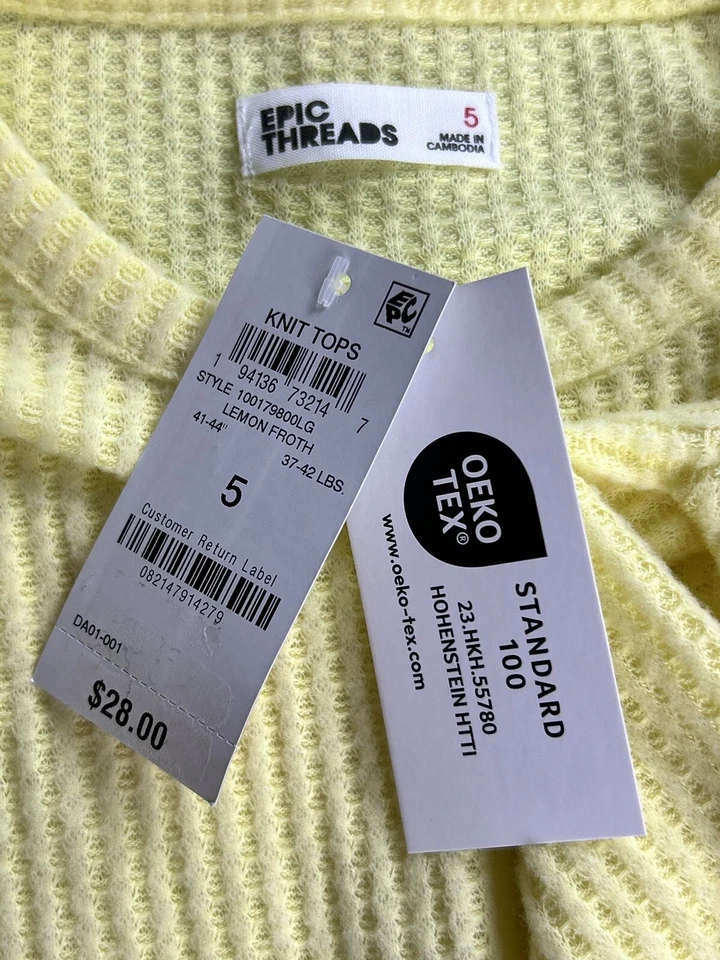 EPIC
THREADS
5
MADE IN
CAMBODIA
EPIC™
KNIT TOPS
1 94136 73214 7
STYLE 100179800LG
LEMON FROTH
41-44" 37-42 LBS.
5
Customer Return Label
082147914279
DA01-001
$28.00
OEKO
TEX®
STANDARD
100
23.HKH.55780
HOHENSTEIN HTTI
www.oeko-tex.com